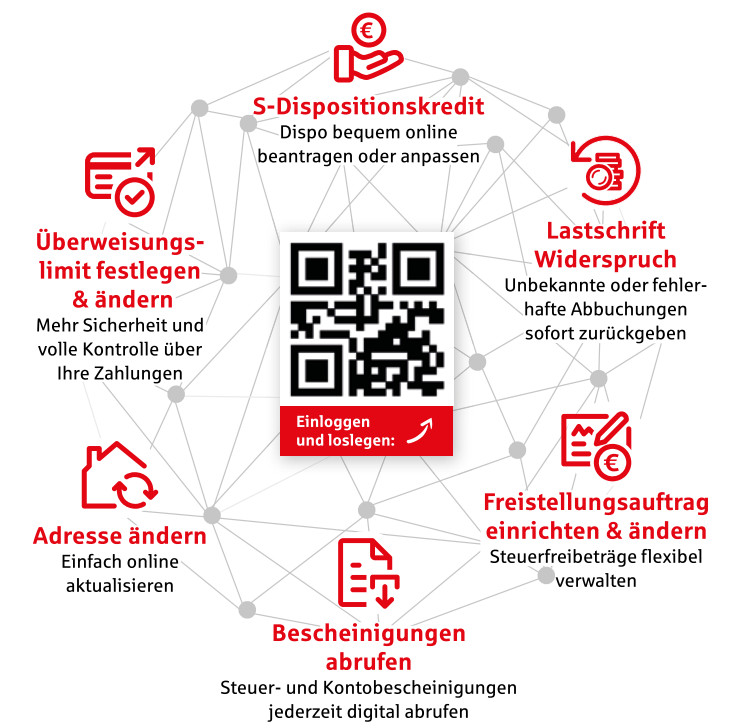 S-Dispositionskredit
Dispo bequem online
beantragen oder anpassen
Lastschrift
Widerspruch
Unbekannte oder fehler-
hafte Abbuchungen
sofort zurückgeben
Überweisungs-
limit festlegen
& ändern
Mehr Sicherheit und
volle Kontrolle über
Ihre Zahlungen
Einloggen
und loslegen:
Freistellungsauftrag
einrichten & ändern
Steuerfreibeträge flexibel
verwalten
Adresse ändern
Einfach online
aktualisieren
Bescheinigungen
abrufen
Steuer- und Kontobescheinigungen
jederzeit digital abrufen